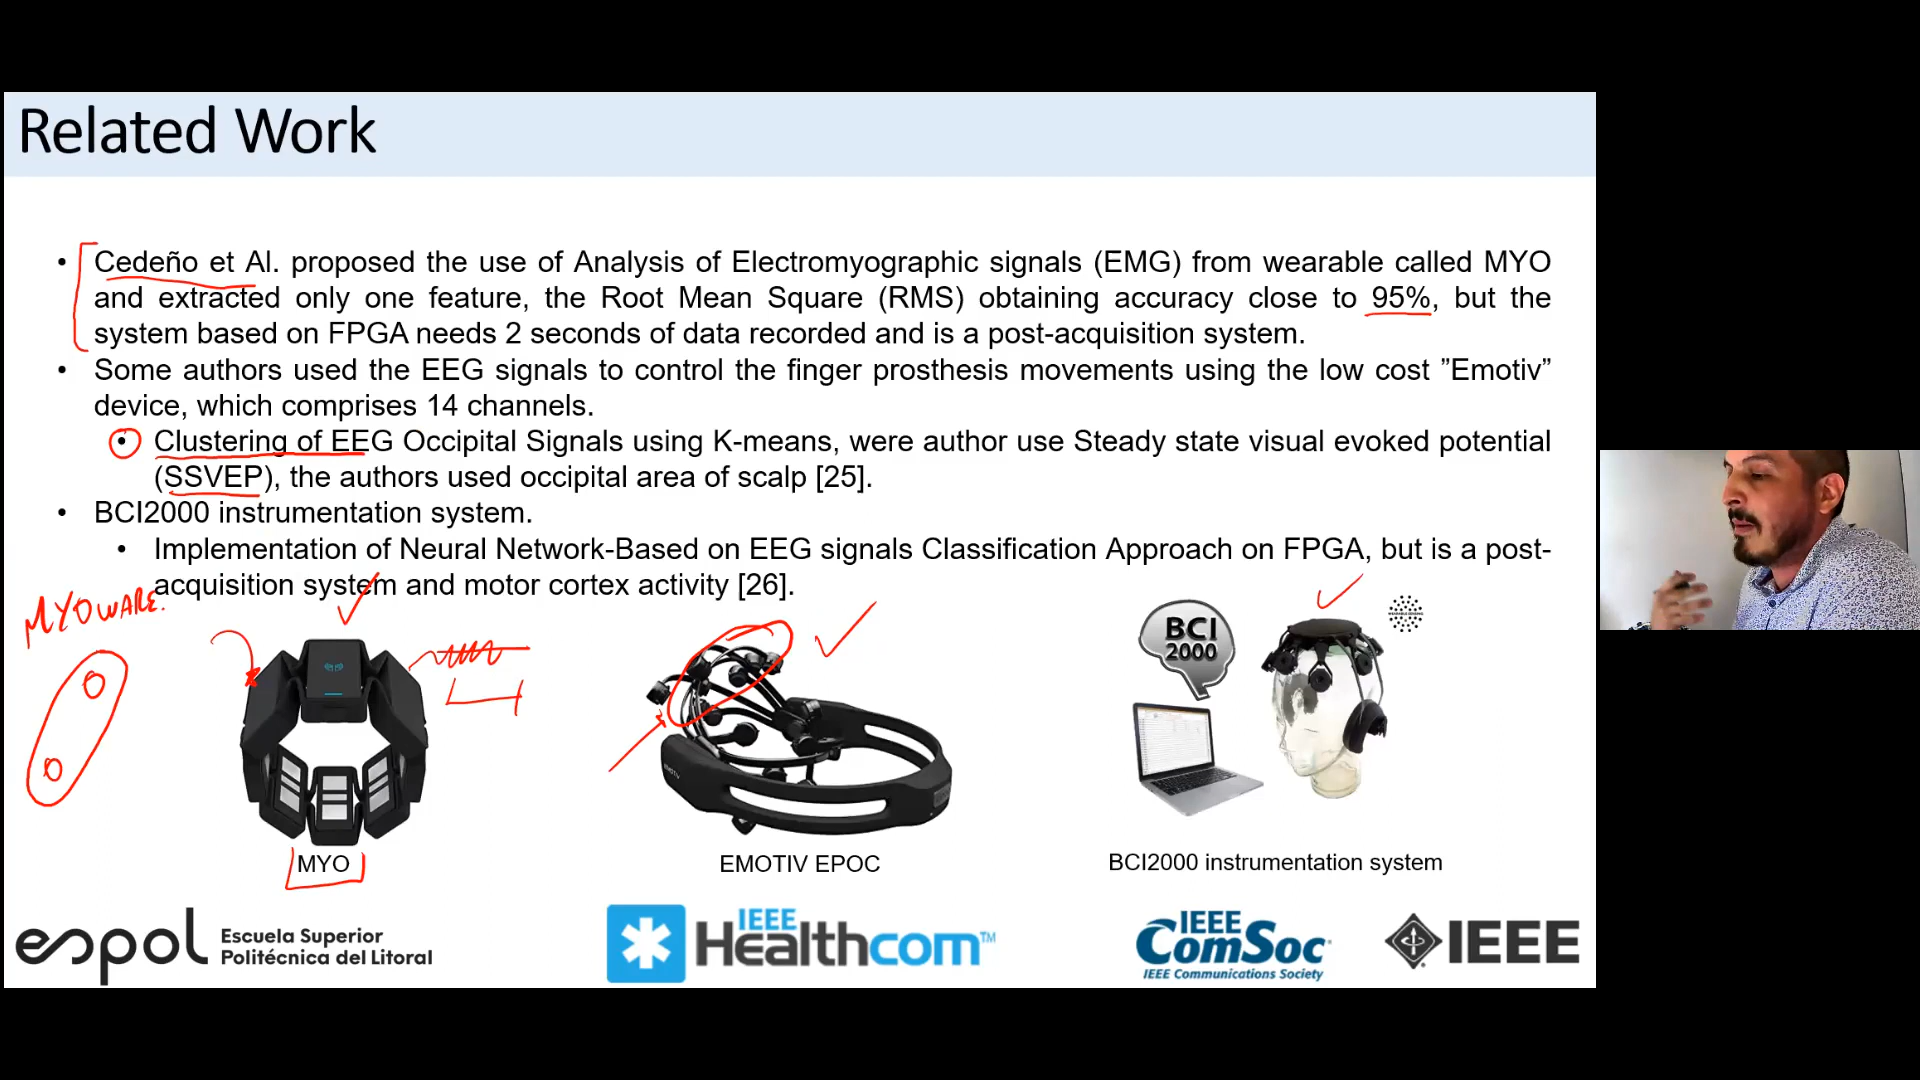 Related Work
• Cedeño et Al. proposed the use of Analysis of Electromyographic signals (EMG) from wearable called MYO
and extracted only one feature, the Root Mean Square (RMS) obtaining accuracy close to 95%, but the
system based on FPGA needs 2 seconds of data recorded and is a post-acquisition system.
• Some authors used the EEG signals to control the finger prosthesis movements using the low cost ”Emotiv”
device, which comprises 14 channels.
• Clustering of EEG Occipital Signals using K-means, were author use Steady state visual evoked potential
(SSVEP), the authors used occipital area of scalp [25].
• BCI2000 instrumentation system.
• Implementation of Neural Network-Based on EEG signals Classification Approach on FPGA, but is a post-
acquisition system and motor cortex activity [26].
MYOWARE.
BCI
2000
EMOTIV
MYO
EMOTIV EPOC
BCI2000 instrumentation system
espol
Escuela Superior
Politécnica del Litoral
IEEE
Healthcom™
IEEE
ComSoc®
IEEE Communications Society
IEEE